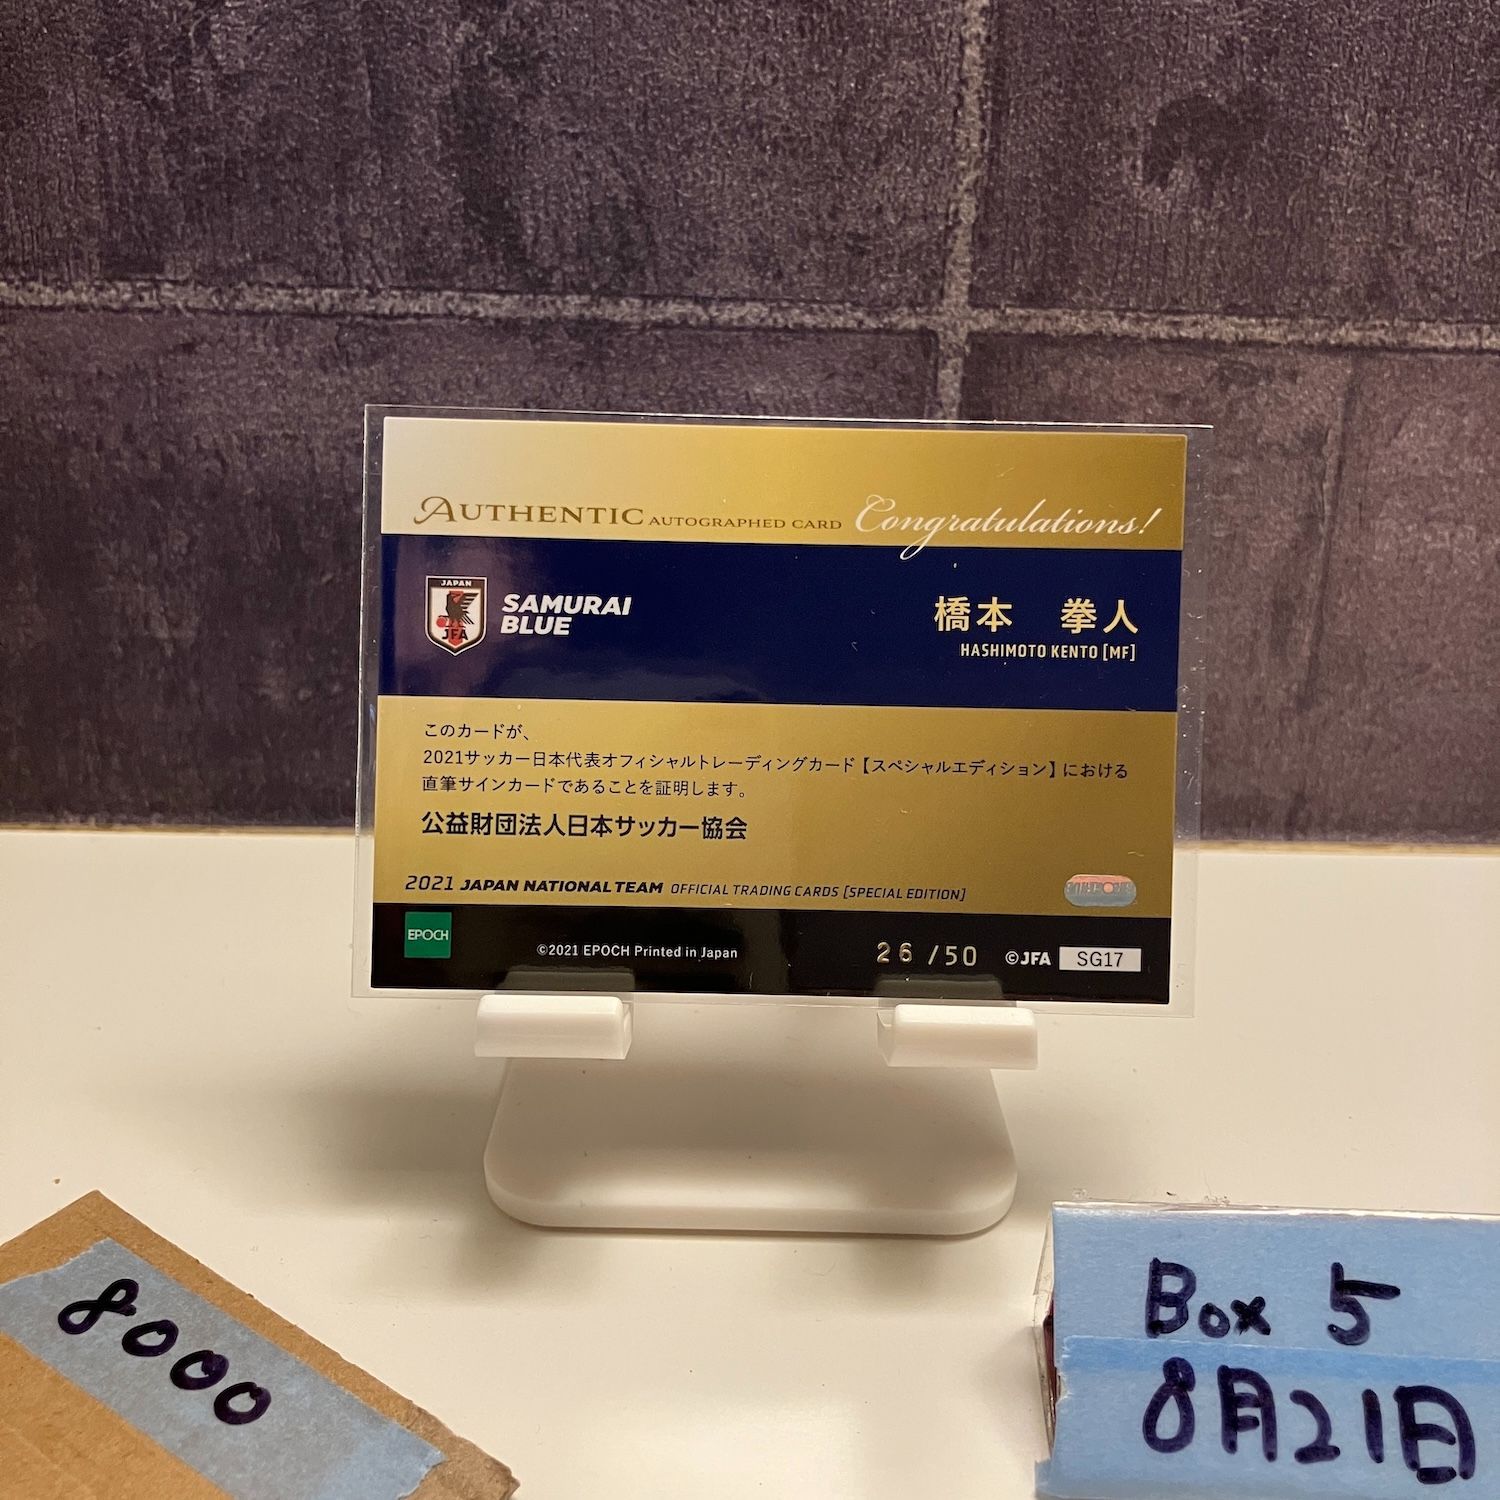 AUTHENTIC AUTOGRAPHED CARD Congratulations!
JAPAN
JFA
SAMURAI
BLUE
橋本 拳人
HASHIMOTO KENTO [MF]
このカードが、
2021サッカー日本代表オフィシャルトレーディングカード【スペシャルエディション】における
直筆サインカードであることを証明します。
公益財団法人日本サッカー協会
2021 JAPAN NATIONAL TEAM OFFICIAL TRADING CARDS [SPECIAL EDITION]
EPOCH
©2021 EPOCH Printed in Japan
26/50
©JFA
SG17
8000
Box 5
8月21日